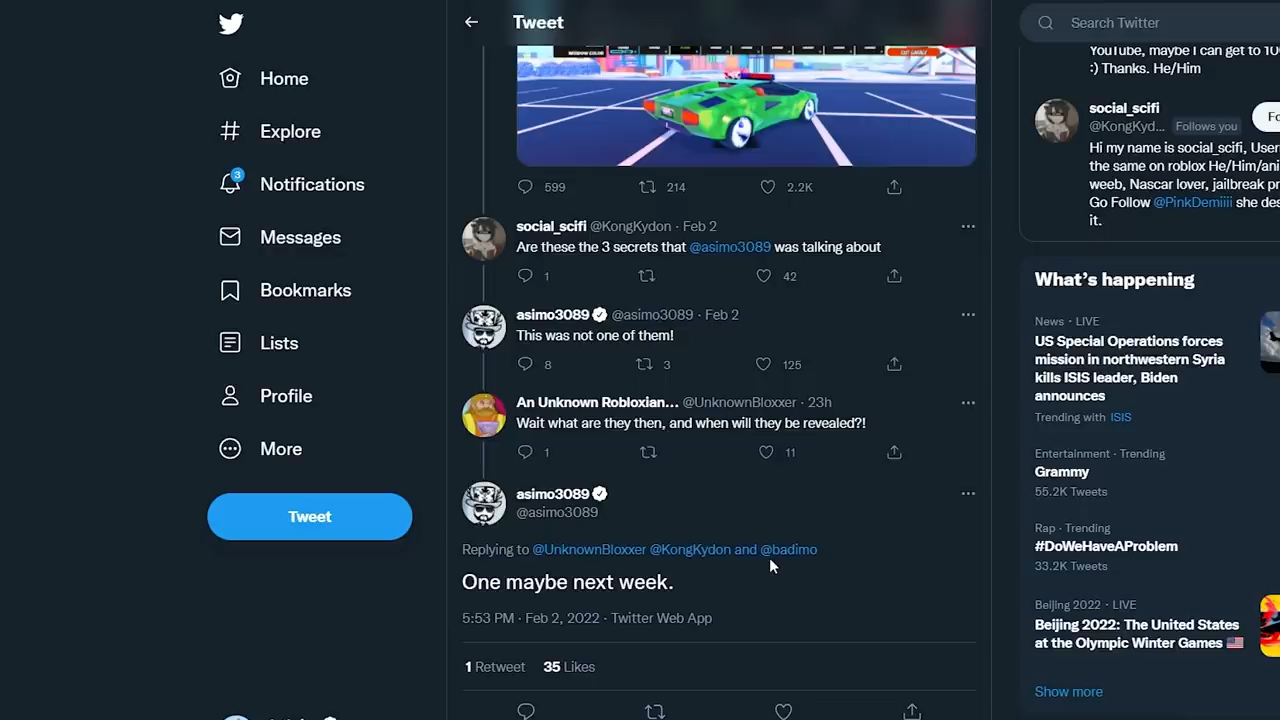 Home
Explore
3
Notifications
Messages
Bookmarks
Lists
Profile
More
Tweet
Tweet
599 214 2.2K
social_scifi @KongKydon · Feb 2
Are these the 3 secrets that @asimo3089 was talking about
1 42
asimo3089 @asimo3089 · Feb 2
This was not one of them!
8 3 125
An Unknown Robloxian... @UnknownBloxxer · 23h
Wait what are they then, and when will they be revealed?!
1 11
asimo3089
@asimo3089
Replying to @UnknownBloxxer @KongKydon and @badimo
One maybe next week.
5:53 PM · Feb 2, 2022 · Twitter Web App
1 Retweet 35 Likes
Search Twitter
YouTube, maybe I can get to 10
:) Thanks. He/Him
social_scifi
@KongKyd... Follows you
Fo
Hi my name is social_scifi, User
the same on roblox He/Him/ani
weeb, Nascar lover, jailbreak pr
Go Follow @PinkDemiiii she des
it.
What's happening
News · LIVE
US Special Operations forces
mission in northwestern Syria
kills ISIS leader, Biden
announces
Trending with ISIS
Entertainment · Trending
Grammy
55.2K Tweets
Rap · Trending
#DoWeHaveAProblem
33.2K Tweets
Beijing 2022 · LIVE
Beijing 2022: The United States
at the Olympic Winter Games 🇺🇸
Show more